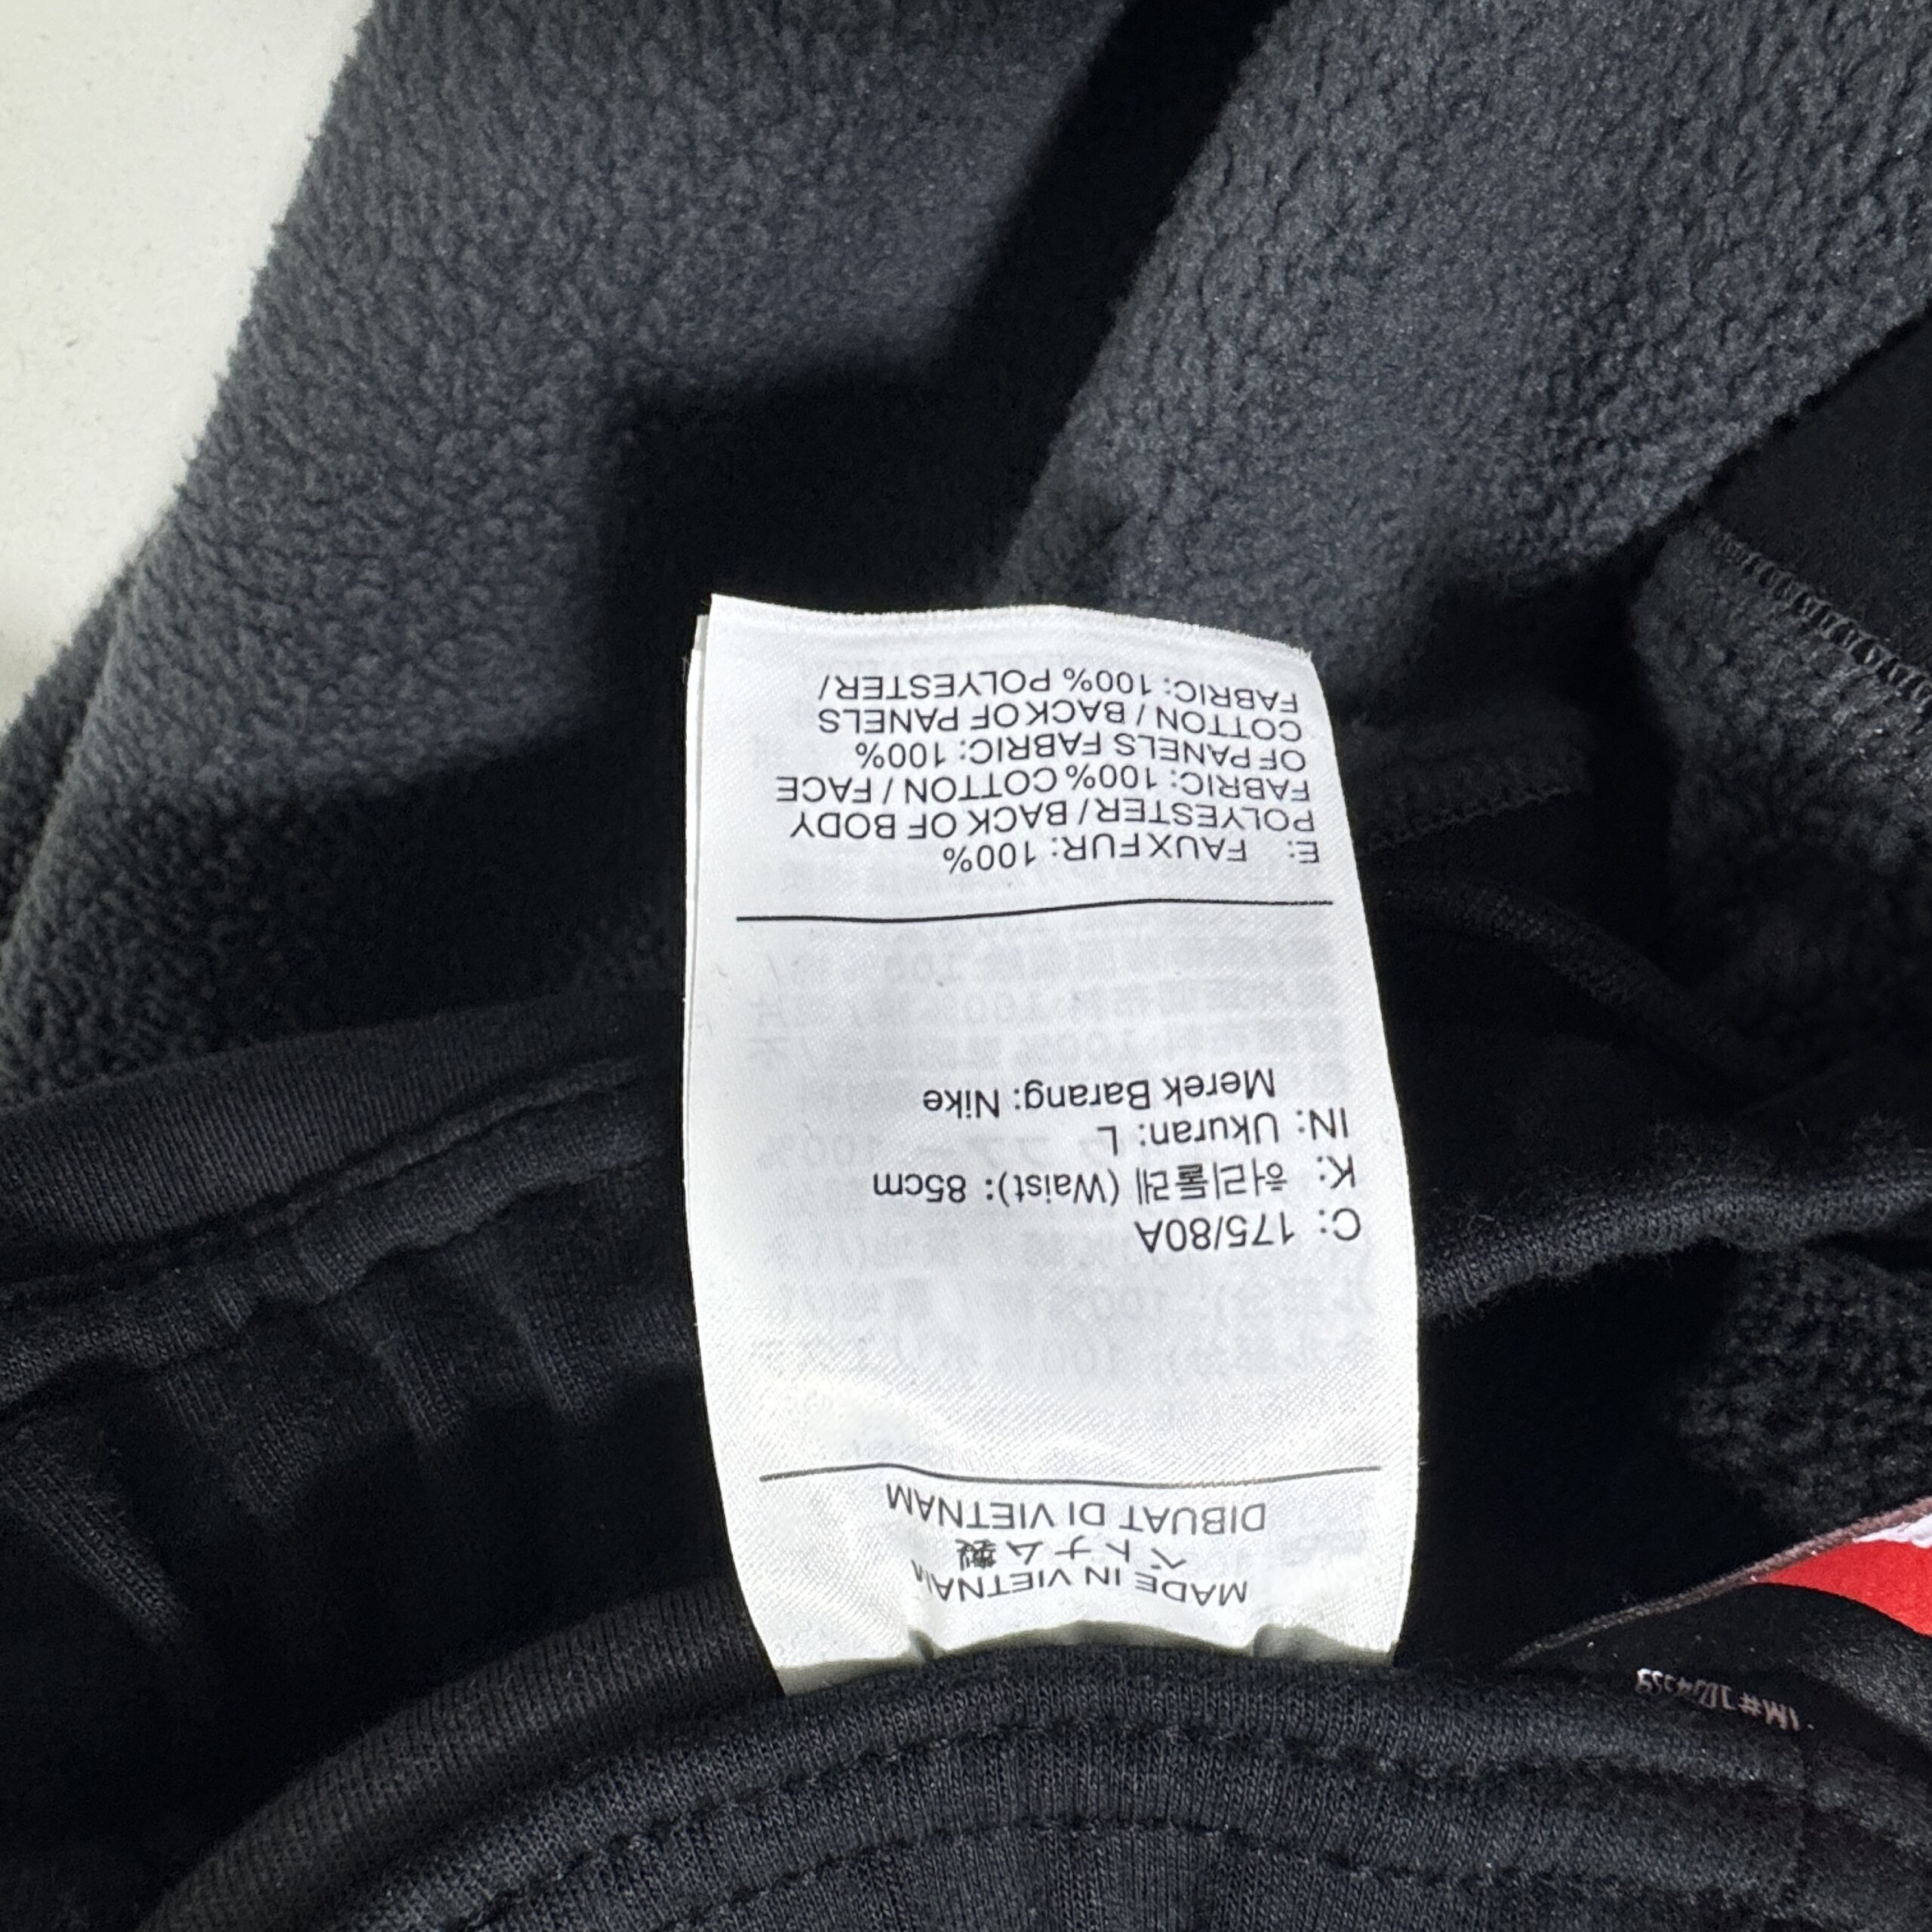 MADE IN VIETNAM
ベトナム製
DIBUAT DI VIETNAM
C: 175/80A
K: 허리둘레 (Waist): 85cm
IN: Ukuran: L
Merek Barang: Nike
E: FAUX FUR: 100%
POLYESTER / BACK OF BODY
FABRIC: 100% COTTON / FACE
OF PANELS FABRIC: 100%
COTTON / BACK OF PANELS
FABRIC: 100% POLYESTER /